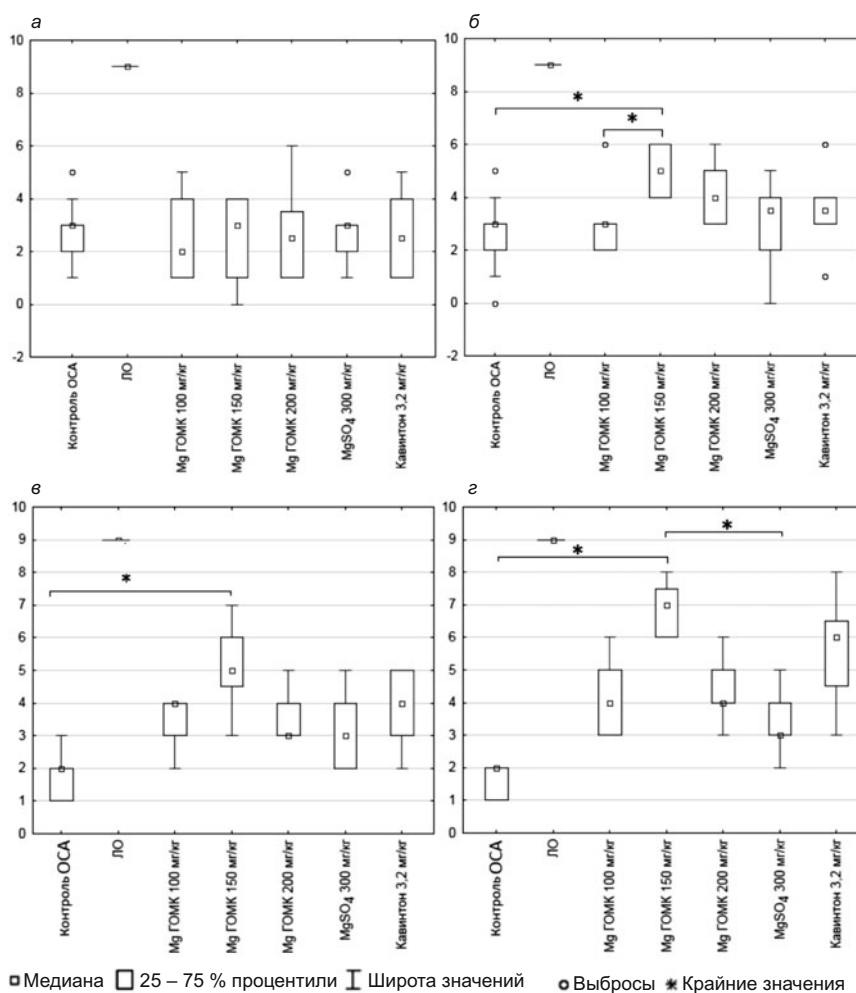 а
10
8
6
4
2
0
-2
Контроль ОСА
ЛО
Mg ГОМК 100 мг/кг
Mg ГОМК 150 мг/кг
Mg ГОМК 200 мг/кг
MgSO4 300 мг/кг
Кавинтон 3,2 мг/кг
б
10
8
6
4
2
0
-2
Контроль ОСА
ЛО
Mg ГОМК 100 мг/кг
Mg ГОМК 150 мг/кг
Mg ГОМК 200 мг/кг
MgSO4 300 мг/кг
Кавинтон 3,2 мг/кг
в
10
9
8
7
6
5
4
3
2
1
0
Контроль ОСА
ЛО
Mg ГОМК 100 мг/кг
Mg ГОМК 150 мг/кг
Mg ГОМК 200 мг/кг
MgSO4 300 мг/кг
Кавинтон 3,2 мг/кг
г
10
9
8
7
6
5
4
3
2
1
0
Контроль ОСА
ЛО
Mg ГОМК 100 мг/кг
Mg ГОМК 150 мг/кг
Mg ГОМК 200 мг/кг
MgSO4 300 мг/кг
Кавинтон 3,2 мг/кг
Медиана 25 – 75 % процентили Широта значений Выбросы Крайние значения